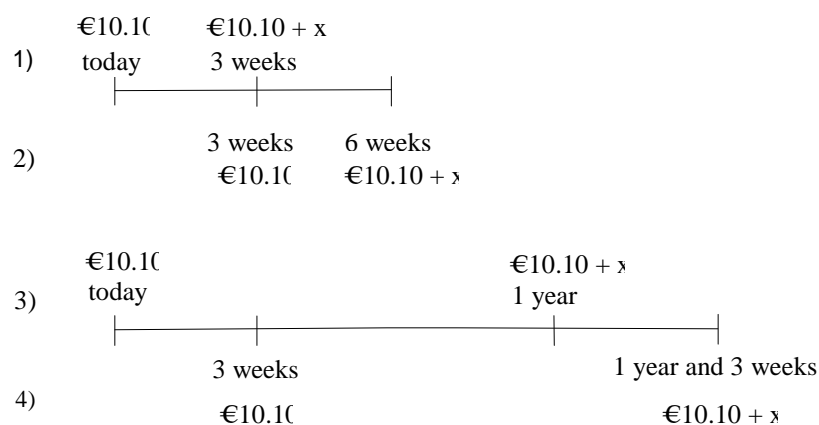 €10.10 €10.10 + x
1) today 3 weeks
3 weeks 6 weeks
2) €10.10 €10.10 + x
€10.10 €10.10 + x
3) today 1 year
3 weeks 1 year and 3 weeks
4) €10.10 €10.10 + x